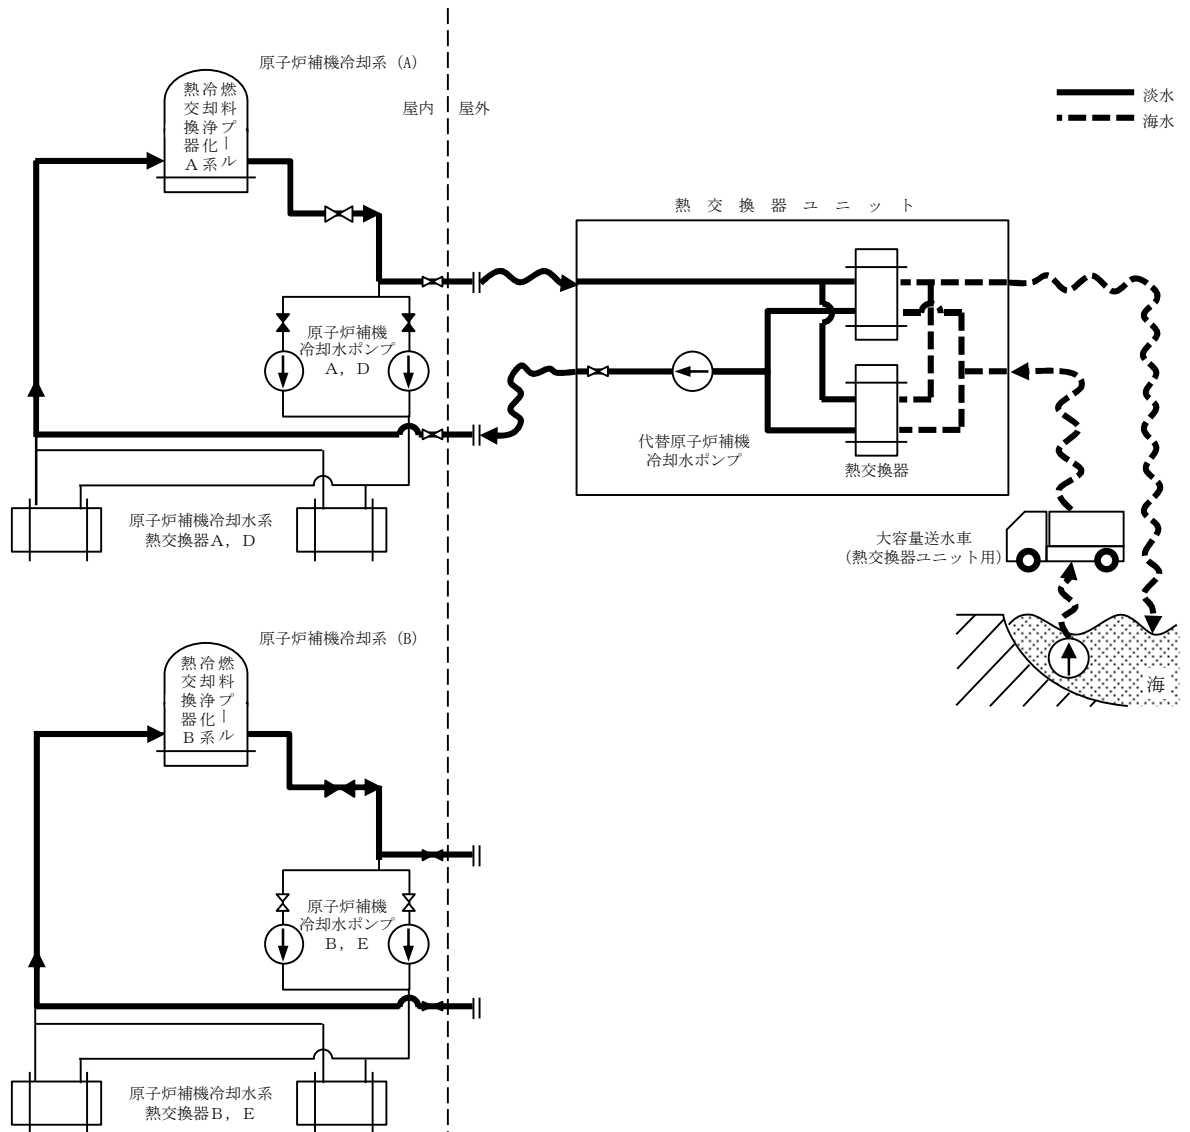 原子炉補機冷却系 (A)
燃料プール
冷却浄化系
熱交換器A
屋内
屋外
淡水
海水
熱交換器ユニット
原子炉補機
冷却水ポンプ
A, D
代替原子炉補機
冷却水ポンプ
熱交換器
原子炉補機冷却水系
熱交換器A, D
大容量送水車
(熱交換器ユニット用)
海
原子炉補機冷却系 (B)
燃料プール
冷却浄化系
熱交換器B
原子炉補機
冷却水ポンプ
B, E
原子炉補機冷却水系
熱交換器B, E